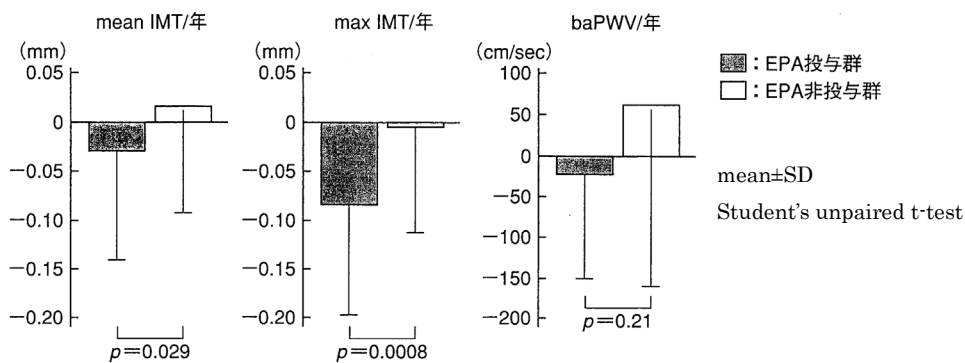 mean IMT/年
(mm)
0.05
0
−0.05
−0.10
−0.15
−0.20
p=0.029
max IMT/年
(mm)
0.05
0
−0.05
−0.10
−0.15
−0.20
p=0.0008
baPWV/年
(cm/sec)
100
50
0
−50
−100
−150
−200
p=0.21
：EPA投与群
：EPA非投与群
mean±SD
Student's unpaired t-test